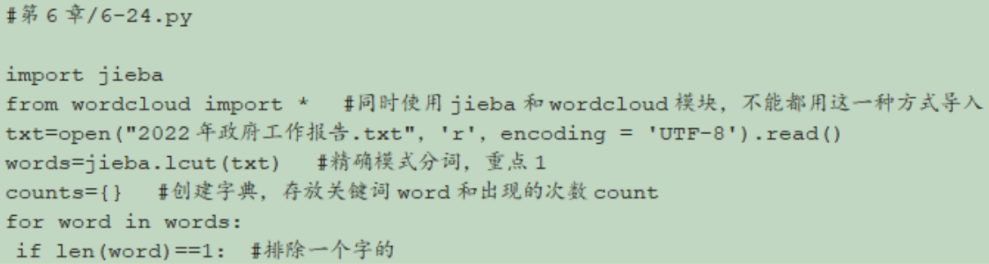 #第 6 章/6-24.py
import jieba
from wordcloud import *   #同时使用 jieba 和 wordcloud 模块，不能都用这一种方式导入
txt=open("2022 年政府工作报告.txt", 'r', encoding = 'UTF-8').read()
words=jieba.lcut(txt)   #精确模式分词，重点 1
counts={}   #创建字典，存放关键词 word 和出现的次数 count
for word in words:
 if len(word)==1:  #排除一个字的